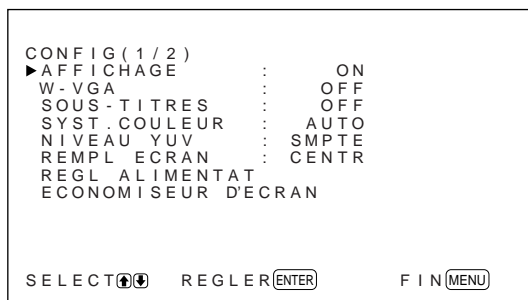 CONFIG(1/2)
▶AFFICHAGE : ON
W-VGA : OFF
SOUS-TITRES : OFF
SYST.COULEUR : AUTO
NIVEAU YUV : SMPTE
REMPL ECRAN : CENTR
REGL ALIMENTAT
ECONOMISEUR D'ECRAN
SELECT🡅🡇 REGLER ENTER FIN MENU